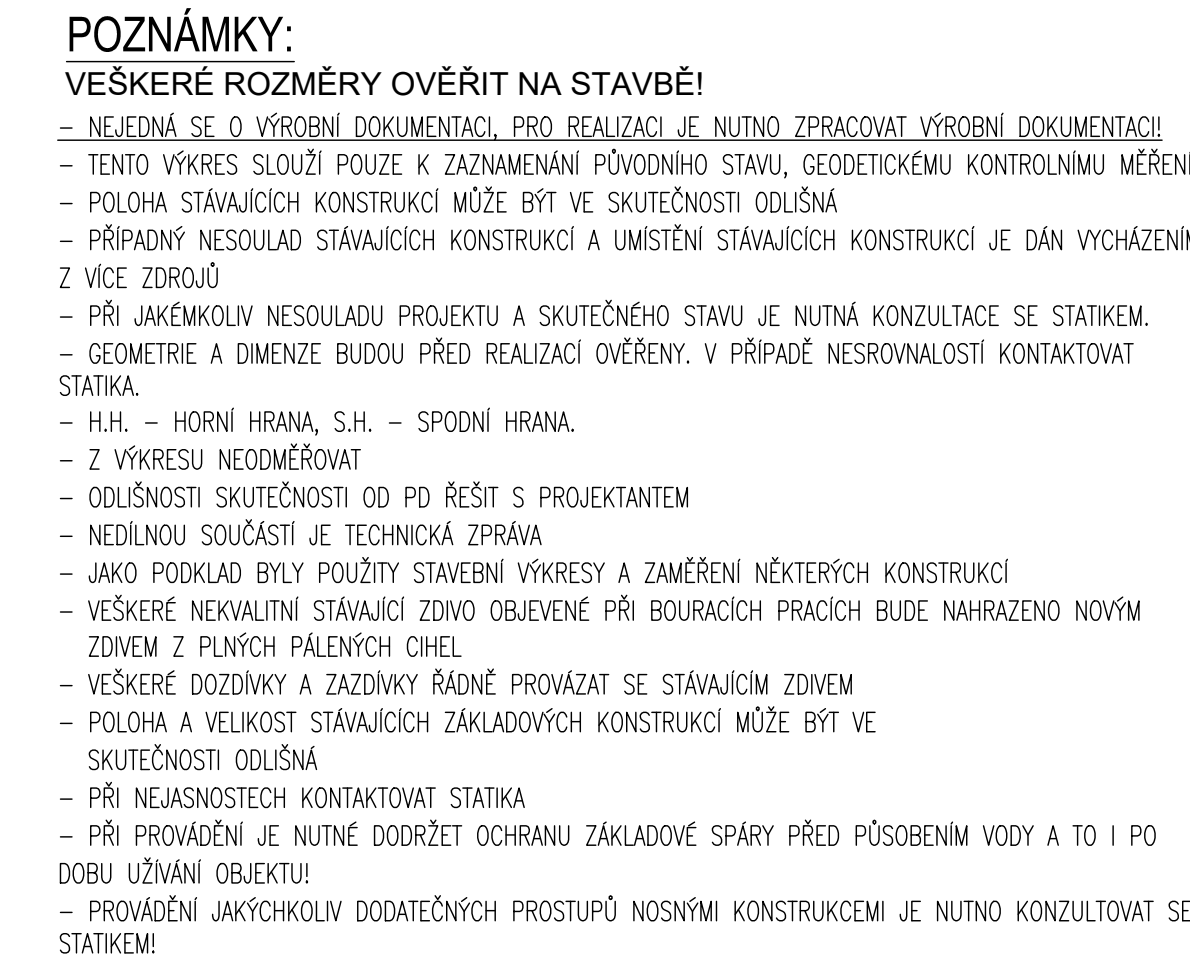 POZNÁMKY:
VEŠKERÉ ROZMĚRY OVĚŘIT NA STAVBĚ!
– NEJEDNÁ SE O VÝROBNÍ DOKUMENTACI, PRO REALIZACI JE NUTNO ZPRACOVAT VÝROBNÍ DOKUMENTACI!
– TENTO VÝKRES SLOUŽÍ POUZE K ZAZNAMENÁNÍ PŮVODNÍHO STAVU, GEODETICKÉMU KONTROLNÍMU MĚŘENÍ
– POLOHA STÁVAJÍCÍCH KONSTRUKCÍ MŮŽE BÝT VE SKUTEČNOSTI ODLIŠNÁ
– PŘÍPADNÝ NESOULAD STÁVAJÍCÍCH KONSTRUKCÍ A UMÍSTĚNÍ STÁVAJÍCÍCH KONSTRUKCÍ JE DÁN VYCHÁZENÍM
Z VÍCE ZDROJŮ
– PŘI JAKÉMKOLIV NESOULADU PROJEKTU A SKUTEČNÉHO STAVU JE NUTNÁ KONZULTACE SE STATIKEM.
– GEOMETRIE A DIMENZE BUDOU PŘED REALIZACÍ OVĚŘENY. V PŘÍPADĚ NESROVNALOSTÍ KONTAKTOVAT
STATIKA.
– H.H. – HORNÍ HRANA, S.H. – SPODNÍ HRANA.
– Z VÝKRESU NEODMĚŘOVAT
– ODLIŠNOSTI SKUTEČNOSTI OD PD ŘEŠIT S PROJEKTANTEM
– NEDÍLNOU SOUČÁSTÍ JE TECHNICKÁ ZPRÁVA
– JAKO PODKLAD BYLY POUŽITY STAVEBNÍ VÝKRESY A ZAMĚŘENÍ NĚKTERÝCH KONSTRUKCÍ
– VEŠKERÉ NEKVALITNÍ STÁVAJÍCÍ ZDIVO OBJEVENÉ PŘI BOURACÍCH PRACÍCH BUDE NAHRAZENO NOVÝM
ZDIVEM Z PLNÝCH PÁLENÝCH CIHEL
– VEŠKERÉ DOZDÍVKY A ZAZDÍVKY ŘÁDNĚ PROVÁZAT SE STÁVAJÍCÍM ZDIVEM
– POLOHA A VELIKOST STÁVAJÍCÍCH ZÁKLADOVÝCH KONSTRUKCÍ MŮŽE BÝT VE
SKUTEČNOSTI ODLIŠNÁ
– PŘI NEJASNOSTECH KONTAKTOVAT STATIKA
– PŘI PROVÁDĚNÍ JE NUTNÉ DODRŽET OCHRANU ZÁKLADOVÉ SPÁRY PŘED PŮSOBENÍM VODY A TO I PO
DOBU UŽÍVÁNÍ OBJEKTU!
– PROVÁDĚNÍ JAKÝCHKOLIV DODATEČNÝCH PROSTUPŮ NOSNÝMI KONSTRUKCEMI JE NUTNO KONZULTOVAT SE
STATIKEM!